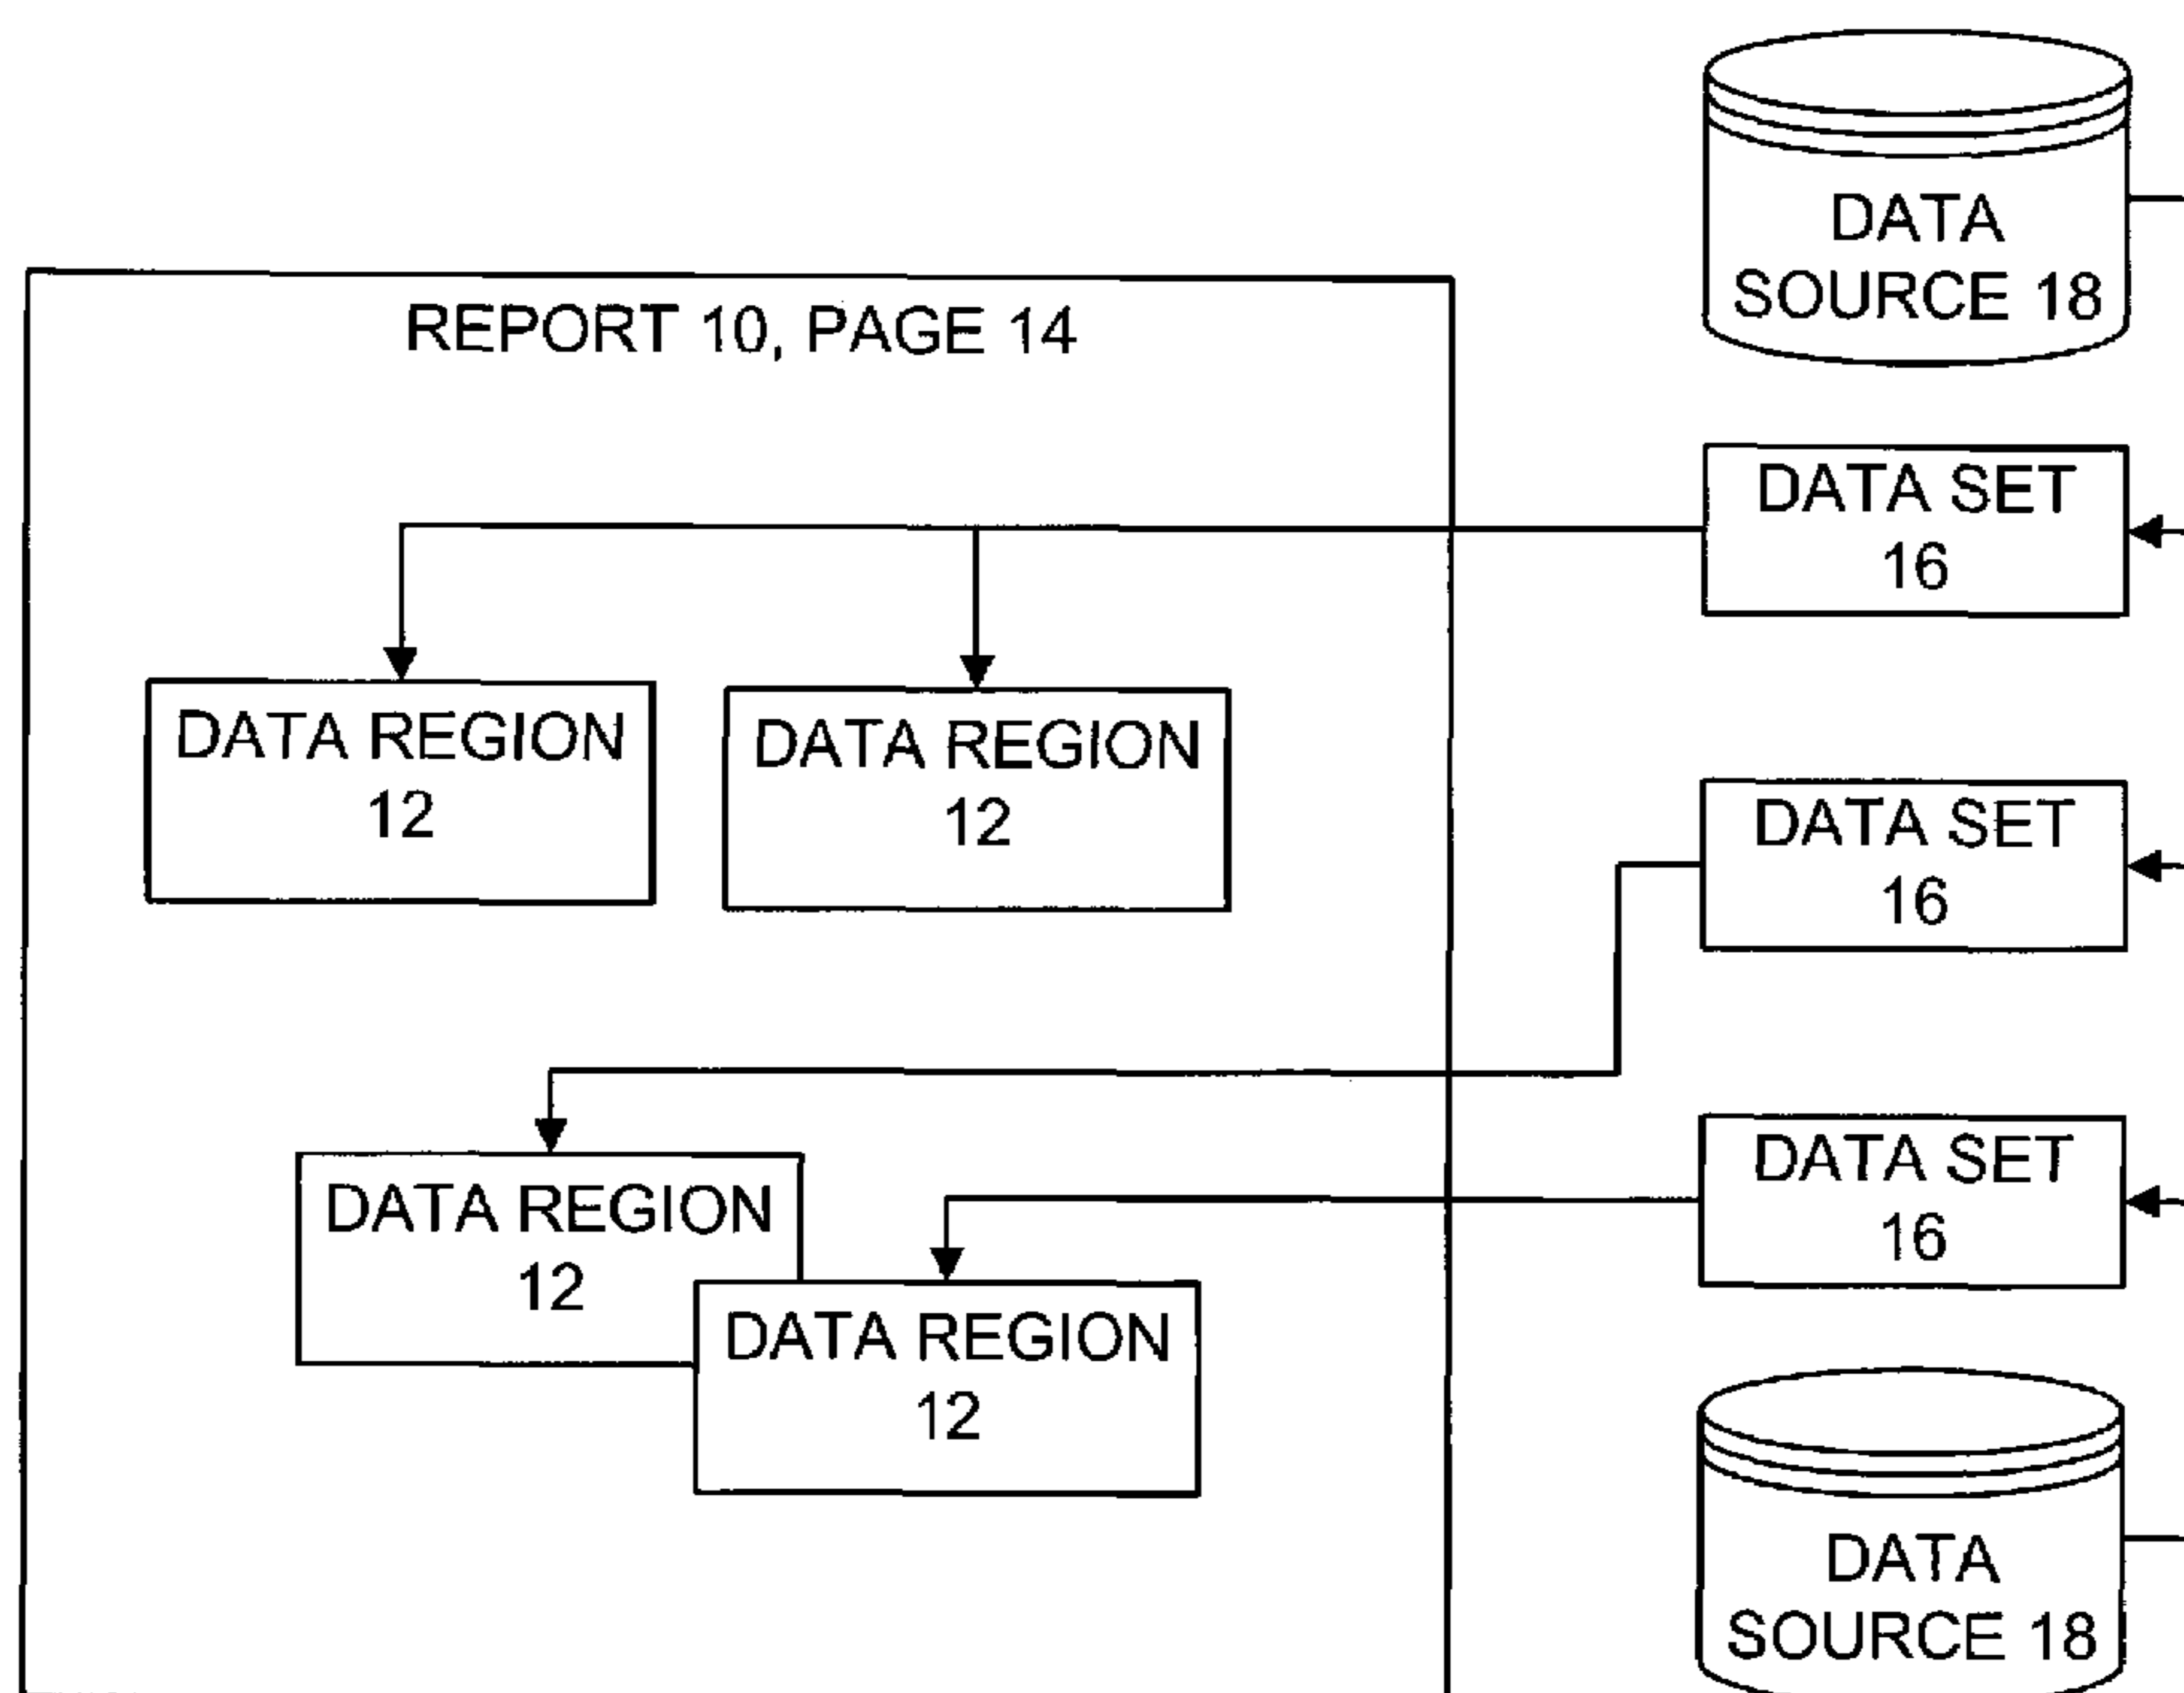 DATA
SOURCE 18
REPORT 10, PAGE 14
DATA SET
16
DATA REGION
12
DATA REGION
12
DATA SET
16
DATA SET
16
DATA REGION
12
DATA REGION
12
DATA
SOURCE 18